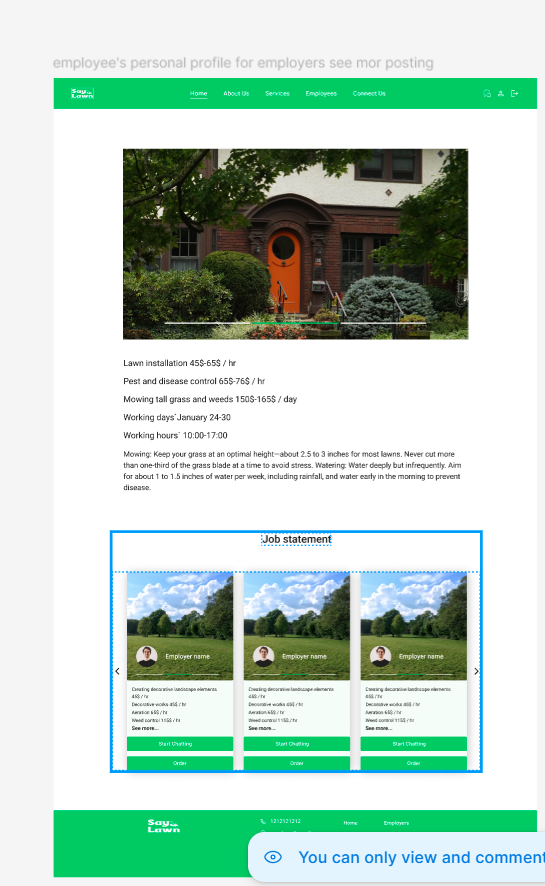 employee's personal profile for employers see mor posting
Say
Lawn
Home About Us Services Employees Connect Us
Lawn installation 45$-65$ / hr
Pest and disease control 65$-76$ / hr
Mowing tall grass and weeds 150$-165$ / day
Working days՝January 24-30
Working hours՝ 10:00-17:00
Mowing: Keep your grass at an optimal height—about 2.5 to 3 inches for most lawns. Never cut more
than one-third of the grass blade at a time to avoid stress. Watering: Water deeply but infrequently. Aim
for about 1 to 1.5 inches of water per week, including rainfall, and water early in the morning to prevent
disease.
Job statement
Employer name Employer name Employer name
Creating decorative landscape elements Creating decorative landscape elements Creating decorative landscape elements
45$ / hr 45$ / hr 45$ / hr
Decorative works 45$ / hr Decorative works 45$ / hr Decorative works 45$ / hr
Aeration 65$ / hr Aeration 65$ / hr Aeration 65$ / hr
Weed control 115$ / hr Weed control 115$ / hr Weed control 115$ / hr
See more... See more... See more...
Start Chatting Start Chatting Start Chatting
Order Order Order
Say
Lawn
1212121212 Home Employers
You can only view and comment